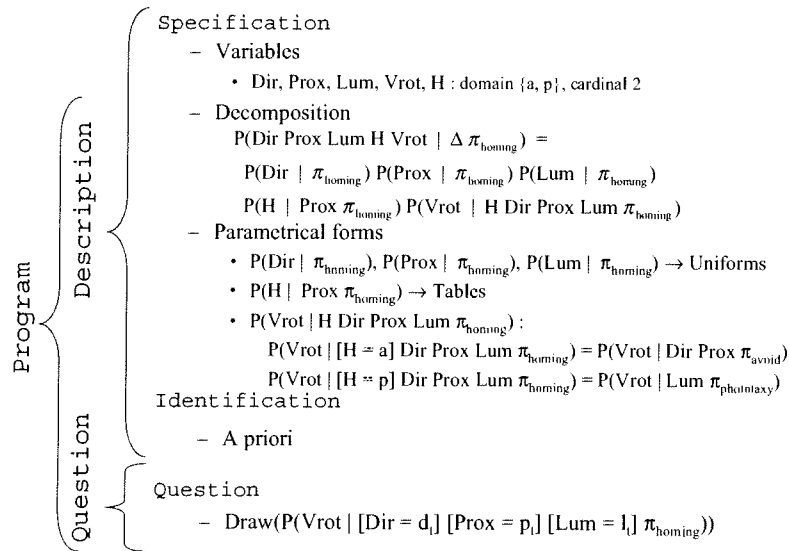 Program
Description
Question
Specification
– Variables
• Dir, Prox, Lum, Vrot, H : domain {a, p}, cardinal 2
– Decomposition
P(Dir Prox Lum H Vrot | Δ π_homing) =
P(Dir | π_homing) P(Prox | π_homing) P(Lum | π_homing)
P(H | Prox π_homing) P(Vrot | H Dir Prox Lum π_homing)
– Parametrical forms
• P(Dir | π_homing), P(Prox | π_homing), P(Lum | π_homing) → Uniforms
• P(H | Prox π_homing) → Tables
• P(Vrot | H Dir Prox Lum π_homing) :
P(Vrot | [H = a] Dir Prox Lum π_homing) = P(Vrot | Dir Prox π_avoid)
P(Vrot | [H = p] Dir Prox Lum π_homing) = P(Vrot | Lum π_phototaxy)
Identification
– A priori
Question
– Draw(P(Vrot | [Dir = d_t] [Prox = p_t] [Lum = l_t] π_homing))